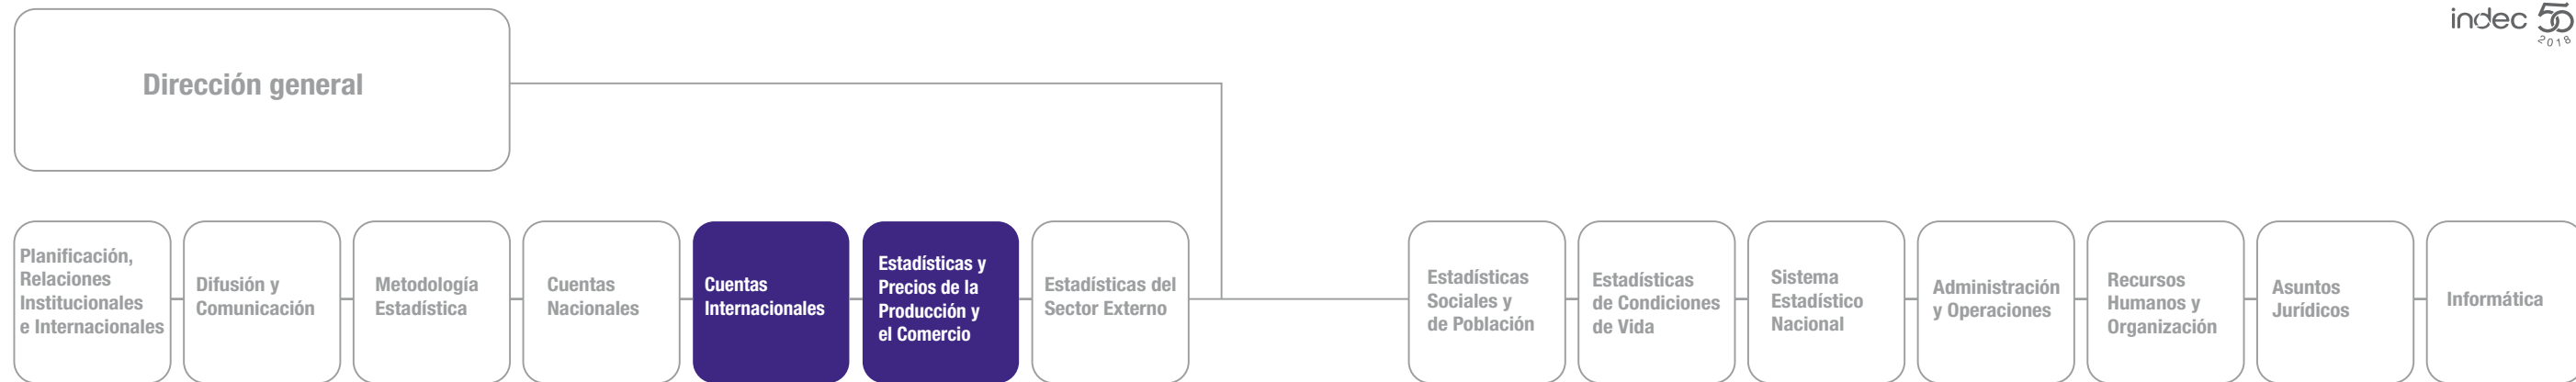 indec 50
2018
Dirección general
Planificación,
Relaciones
Institucionales
e Internacionales
Difusión y
Comunicación
Metodología
Estadística
Cuentas
Nacionales
Cuentas
Internacionales
Estadísticas y
Precios de la
Producción y
el Comercio
Estadísticas del
Sector Externo
Estadísticas
Sociales y
de Población
Estadísticas
de Condiciones
de Vida
Sistema
Estadístico
Nacional
Administración
y Operaciones
Recursos
Humanos y
Organización
Asuntos
Jurídicos
Informática